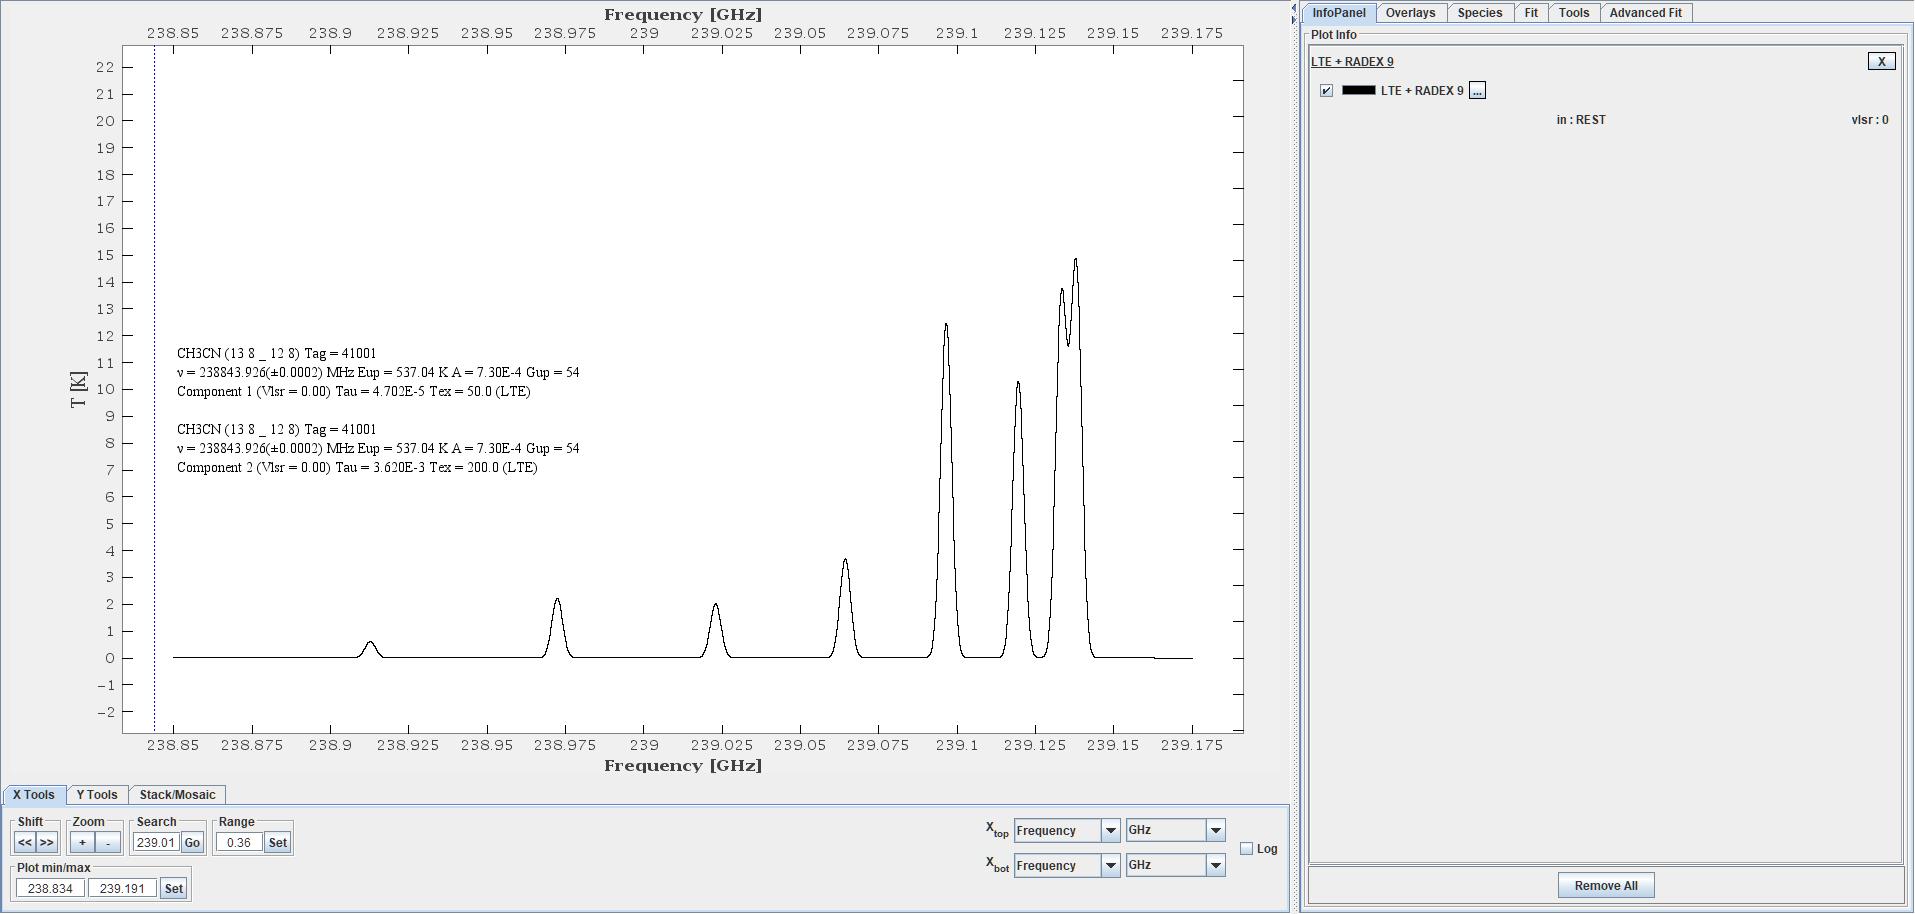 Frequency [GHz]
238.85 238.875 238.9 238.925 238.95 238.975 239 239.025 239.05 239.075 239.1 239.125 239.15 239.175
22
21
20
19
18
17
16
15
14
13
12
11
10
9
8
7
6
5
4
3
2
1
0
-1
-2
T [K]
CH3CN (13 8 _ 12 8) Tag = 41001
ν = 238843.926(±0.0002) MHz Eup = 537.04 K A = 7.30E-4 Gup = 54
Component 1 (Vlsr = 0.00) Tau = 4.702E-5 Tex = 50.0 (LTE)
CH3CN (13 8 _ 12 8) Tag = 41001
ν = 238843.926(±0.0002) MHz Eup = 537.04 K A = 7.30E-4 Gup = 54
Component 2 (Vlsr = 0.00) Tau = 3.620E-3 Tex = 200.0 (LTE)
238.85 238.875 238.9 238.925 238.95 238.975 239 239.025 239.05 239.075 239.1 239.125 239.15 239.175
Frequency [GHz]
X Tools Y Tools Stack/Mosaic
Shift Zoom Search Range
<< >> + - 239.01 Go 0.36 Set
Plot min/max
238.834 239.191 Set
Xtop Frequency GHz
Xbot Frequency GHz
Log
InfoPanel Overlays Species Fit Tools Advanced Fit
Plot Info
LTE + RADEX 9 X
LTE + RADEX 9 ...
in : REST vlsr : 0
Remove All